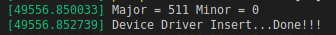 [49556.850033] Major = 511 Minor = 0
[49556.852739] Device Driver Insert...Done!!!